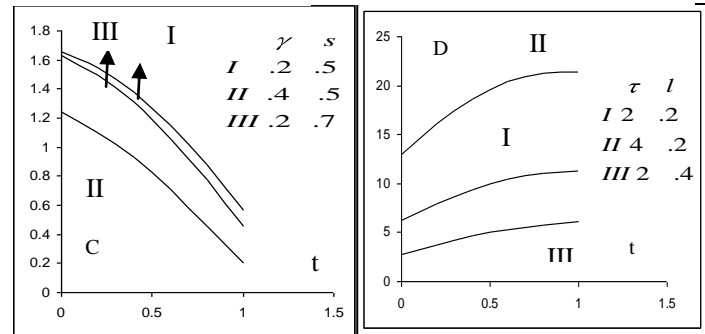 1.8
1.6
1.4
1.2
1
0.8
0.6
0.4
0.2
0
0
0.5
1
1.5
III
I
II
C
t
γ s
I .2 .5
II .4 .5
III .2 .7
25
20
15
10
5
0
0
0.5
1
1.5
D
II
I
III
t
τ l
I 2 .2
II 4 .2
III 2 .4